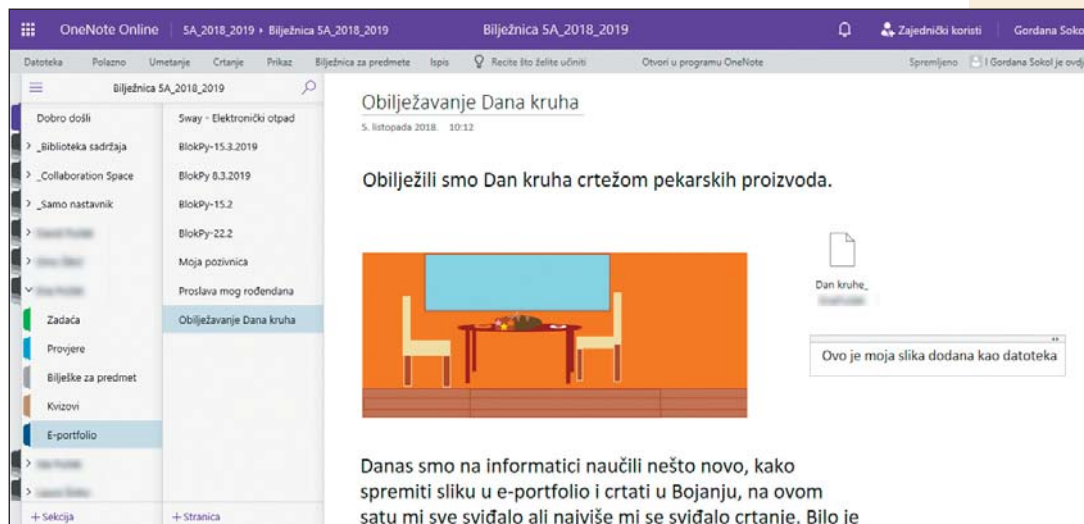 OneNote Online
5A_2018_2019 › Bilježnica 5A_2018_2019
Bilježnica 5A_2018_2019
Zajednički koristi
Gordana Soko
Datoteka Polazno Umetanje Crtanje Prikaz Bilježnica za predmete Ispis Recite što želite učiniti Otvori u programu OneNote Spremljeno I Gordana Sokol je ovdj
Bilježnica 5A_2018_2019
Dobro došli
_Biblioteka sadržaja
_Collaboration Space
_Samo nastavnik
Zadaća
Provjere
Bilješke za predmet
Kvizovi
E-portfolio
+ Sekcija
Sway - Elektronički otpad
BlokPy-15.3.2019
BlokPy 8.3.2019
BlokPy-15.2
BlokPy-22.2
Moja pozivnica
Proslava mog rođendana
Obilježavanje Dana kruha
+ Stranica
Obilježavanje Dana kruha
5. listopada 2018. 10:12
Obilježili smo Dan kruha crtežom pekarskih proizvoda.
Dan kruhe_
Ovo je moja slika dodana kao datoteka
Danas smo na informatici naučili nešto novo, kako
spremiti sliku u e-portfolio i crtati u Bojanju, na ovom
satu mi sve sviđalo ali najviše mi se sviđalo crtanje. Bilo je